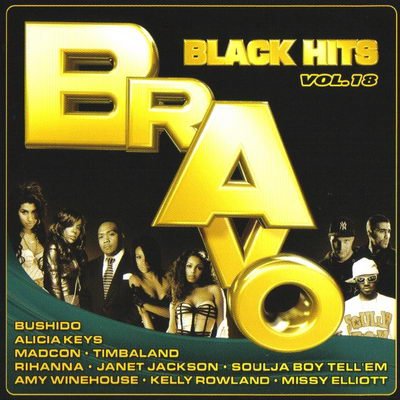 BLACK HITS
VOL. 18
BRAVO
BUSHIDO
ALICIA KEYS
MADCON • TIMBALAND
RIHANNA • JANET JACKSON • SOULJA BOY TELL'EM
AMY WINEHOUSE • KELLY ROWLAND • MISSY ELLIOTT